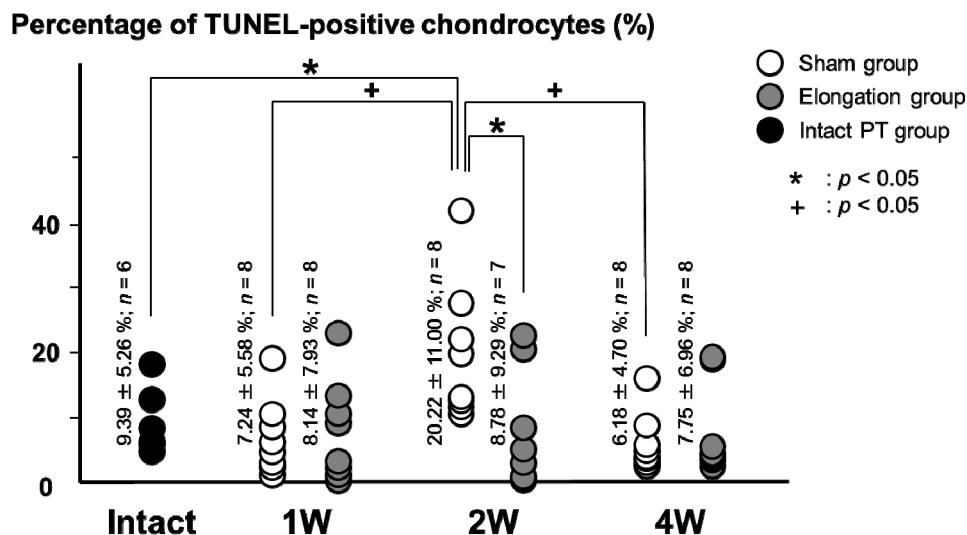 Percentage of TUNEL-positive chondrocytes (%)
Sham group
Elongation group
Intact PT group
* : p < 0.05
+ : p < 0.05
*
+
+
*
40
20
0
9.39 ± 5.26 %; n = 6
7.24 ± 5.58 %; n = 8
8.14 ± 7.93 %; n = 8
20.22 ± 11.00 %; n = 8
8.78 ± 9.29 %; n = 7
6.18 ± 4.70 %; n = 8
7.75 ± 6.96 %; n = 8
Intact 1W 2W 4W